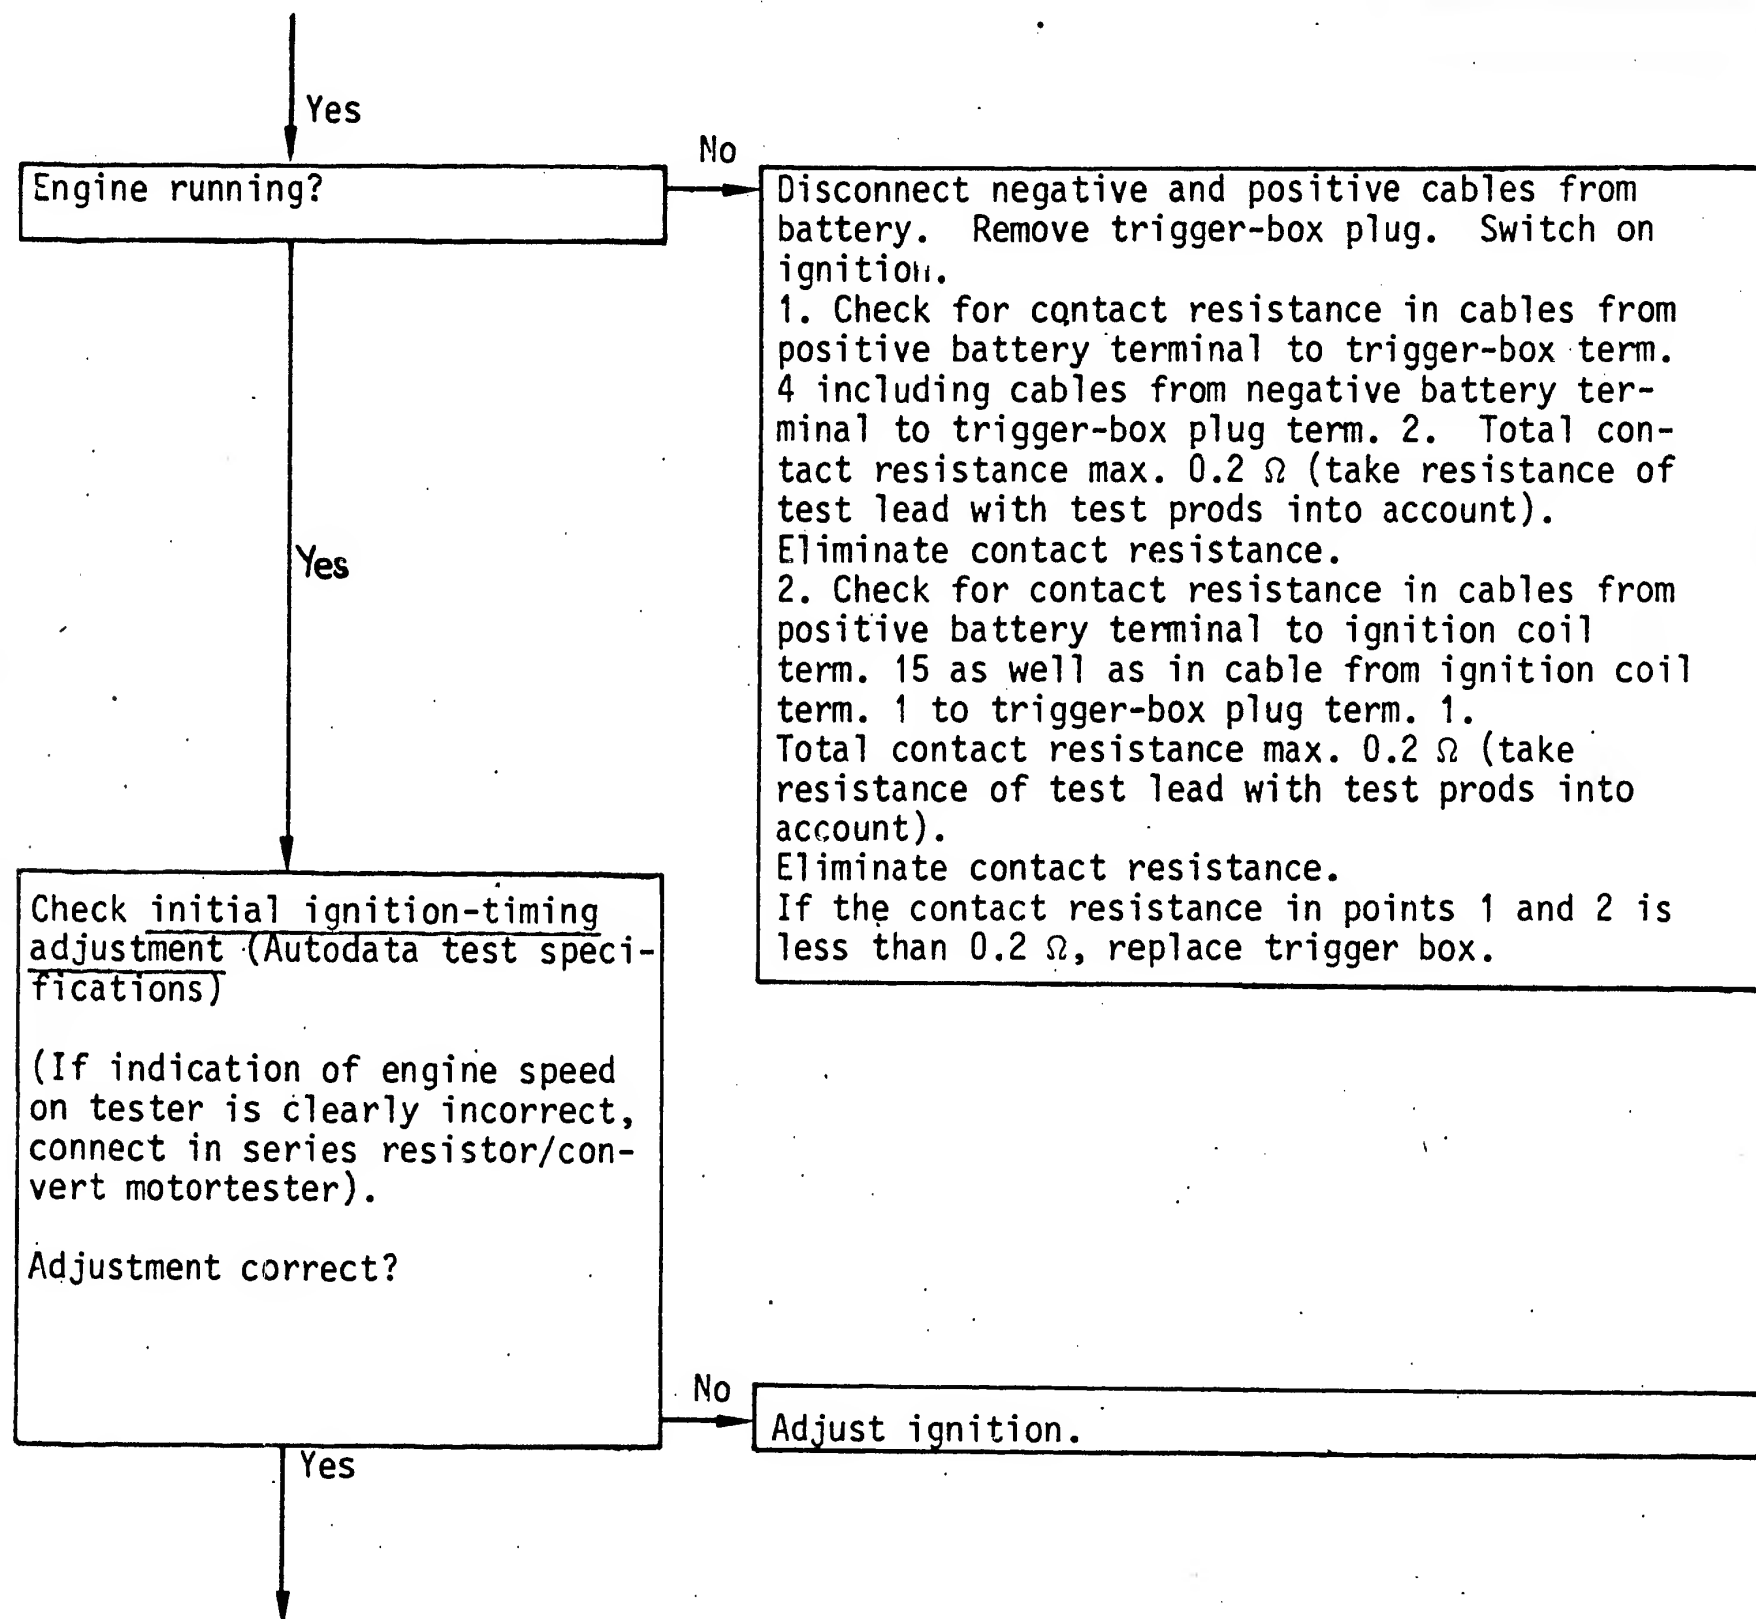 Yes
No
Engine running?
Disconnect negative and positive cables from
battery. Remove trigger-box plug. Switch on
ignition.
1. Check for contact resistance in cables from
positive battery terminal to trigger-box term.
4 including cables from negative battery ter-
minal to trigger-box plug term. 2. Total con-
tact resistance max. 0.2 Ω (take resistance of
test lead with test prods into account).
Eliminate contact resistance.
2. Check for contact resistance in cables from
positive battery terminal to ignition coil
term. 15 as well as in cable from ignition coil
term. 1 to trigger-box plug term. 1.
Total contact resistance max. 0.2 Ω (take
resistance of test lead with test prods into
account).
Eliminate contact resistance.
If the contact resistance in points 1 and 2 is
less than 0.2 Ω, replace trigger box.
Yes
Check initial ignition-timing
adjustment (Autodata test speci-
fications)
(If indication of engine speed
on tester is clearly incorrect,
connect in series resistor/con-
vert motortester).
Adjustment correct?
No
Adjust ignition.
Yes